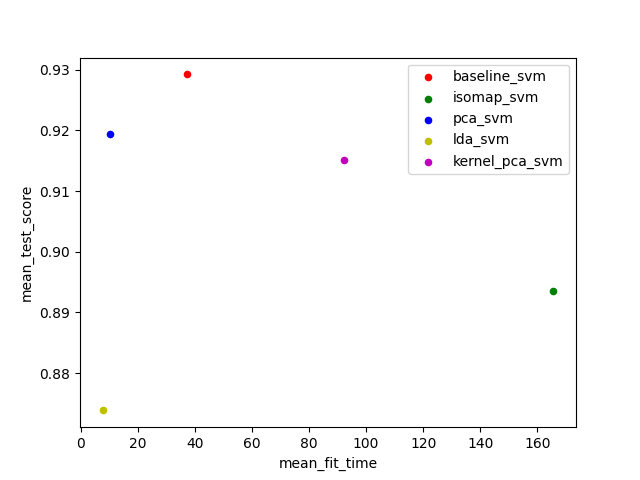 baseline_svm
isomap_svm
pca_svm
lda_svm
kernel_pca_svm
mean_test_score
0.93
0.92
0.91
0.90
0.89
0.88
0 20 40 60 80 100 120 140 160
mean_fit_time